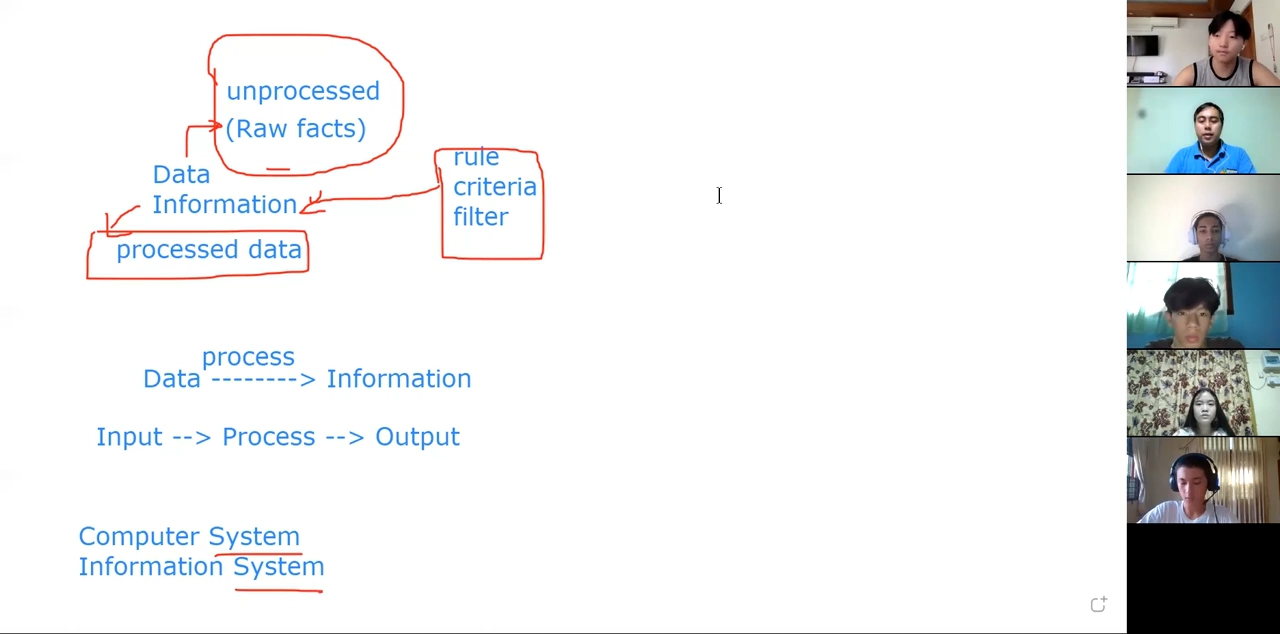 unprocessed
(Raw facts)
Data
Information
processed data
rule
criteria
filter
process
Data --------> Information
Input --> Process --> Output
Computer System
Information System